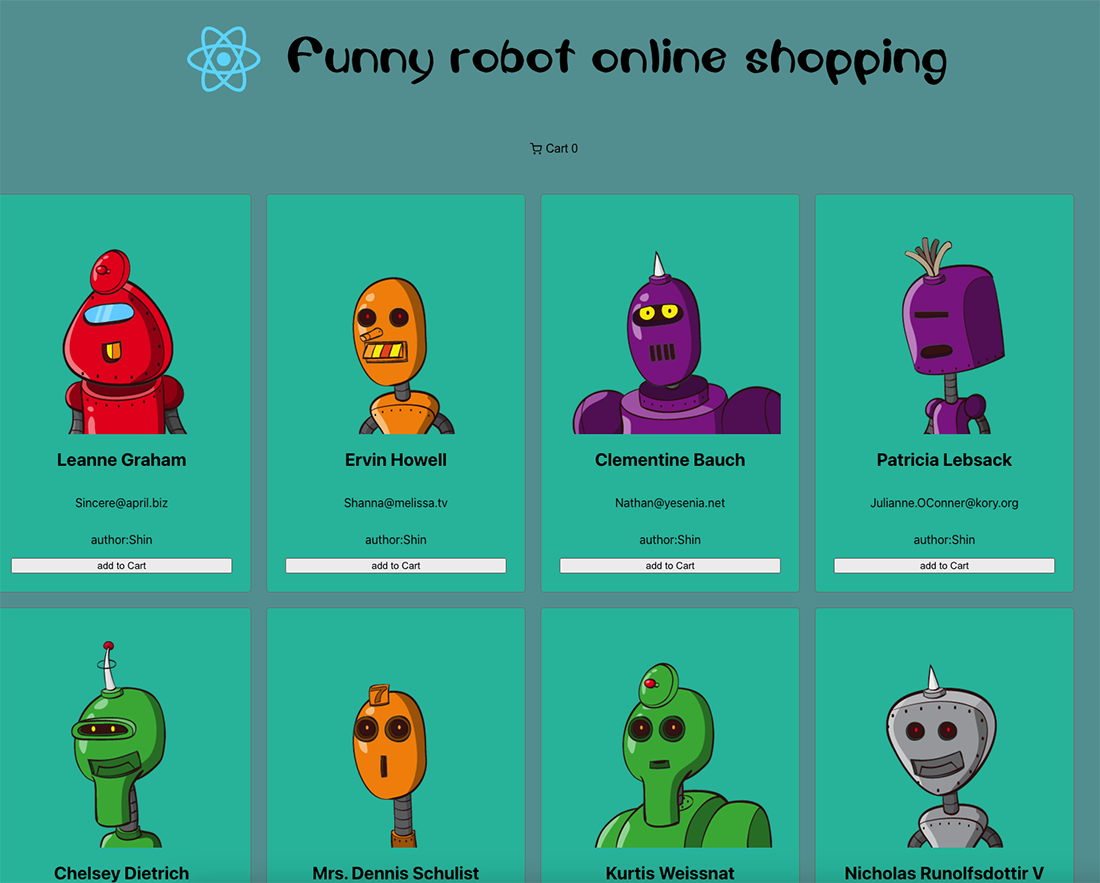 Funny robot online shopping
Cart 0
Leanne Graham
Sincere@april.biz
author:Shin
add to Cart
Ervin Howell
Shanna@melissa.tv
author:Shin
add to Cart
Clementine Bauch
Nathan@yesenia.net
author:Shin
add to Cart
Patricia Lebsack
Julianne.OConner@kory.org
author:Shin
add to Cart
Chelsey Dietrich
7
Mrs. Dennis Schulist
Kurtis Weissnat
Nicholas Runolfsdottir V